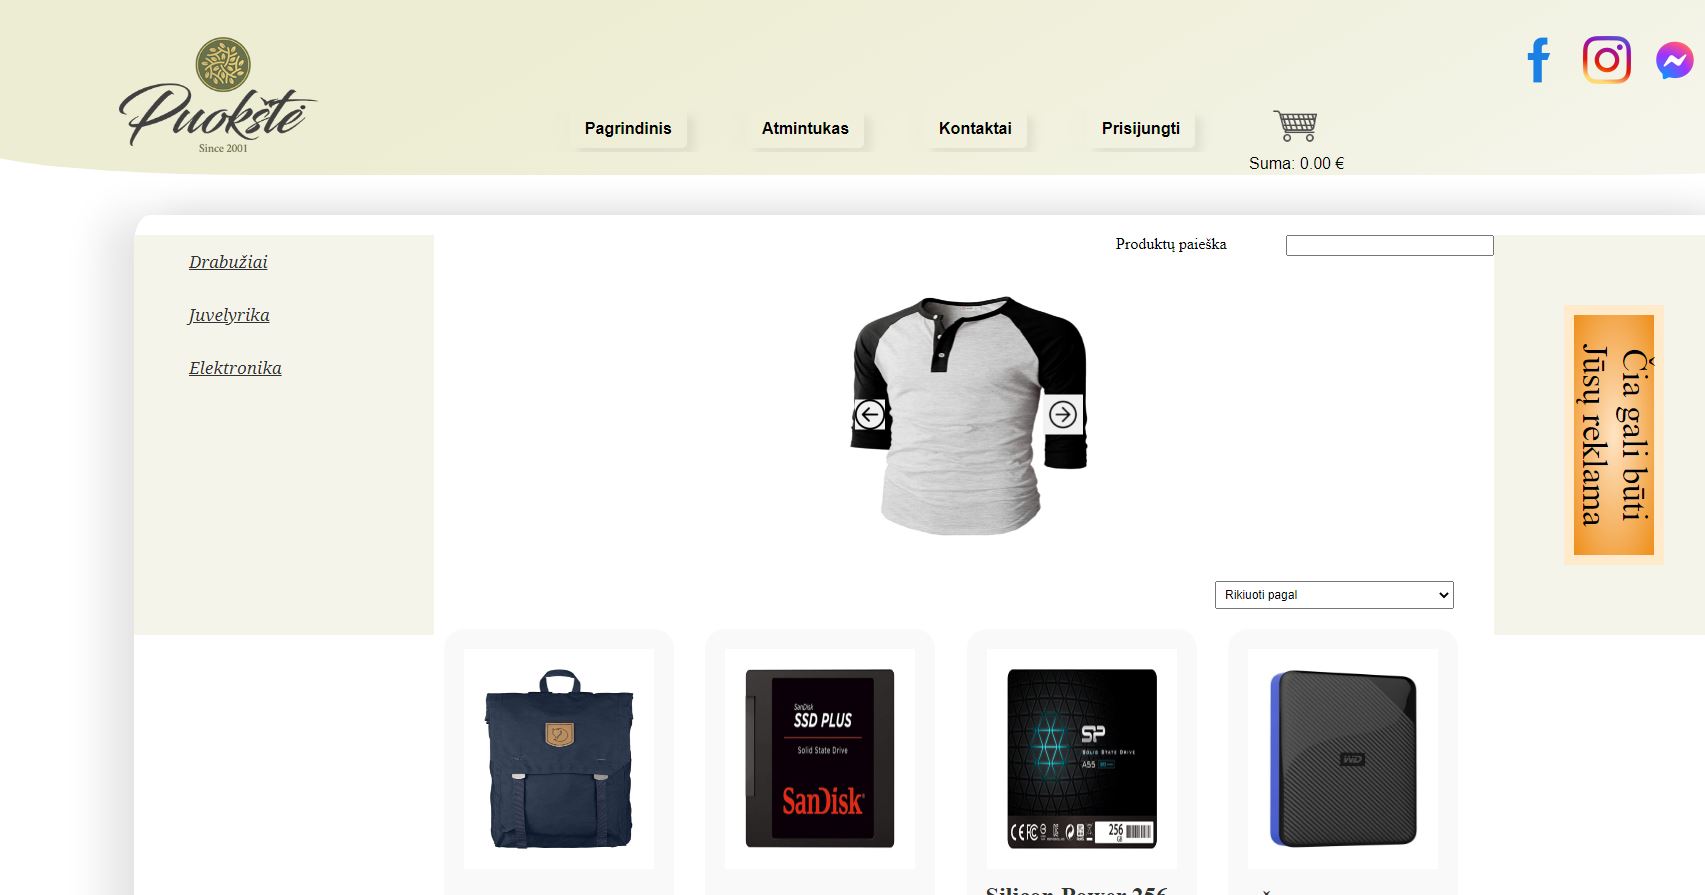 Puokštė
Since 2001
Pagrindinis
Atmintukas
Kontaktai
Prisijungti
Suma: 0.00 €
Drabužiai
Juvelyrika
Elektronika
Produktų paieška
Čia gali būti
Jūsų reklama
Rikiuoti pagal
SanDisk
SSD PLUS
Solid State Drive
SanDisk
SP
SOLID STATE DRIVE
A55
256
GB
WD
Silicon Power 256